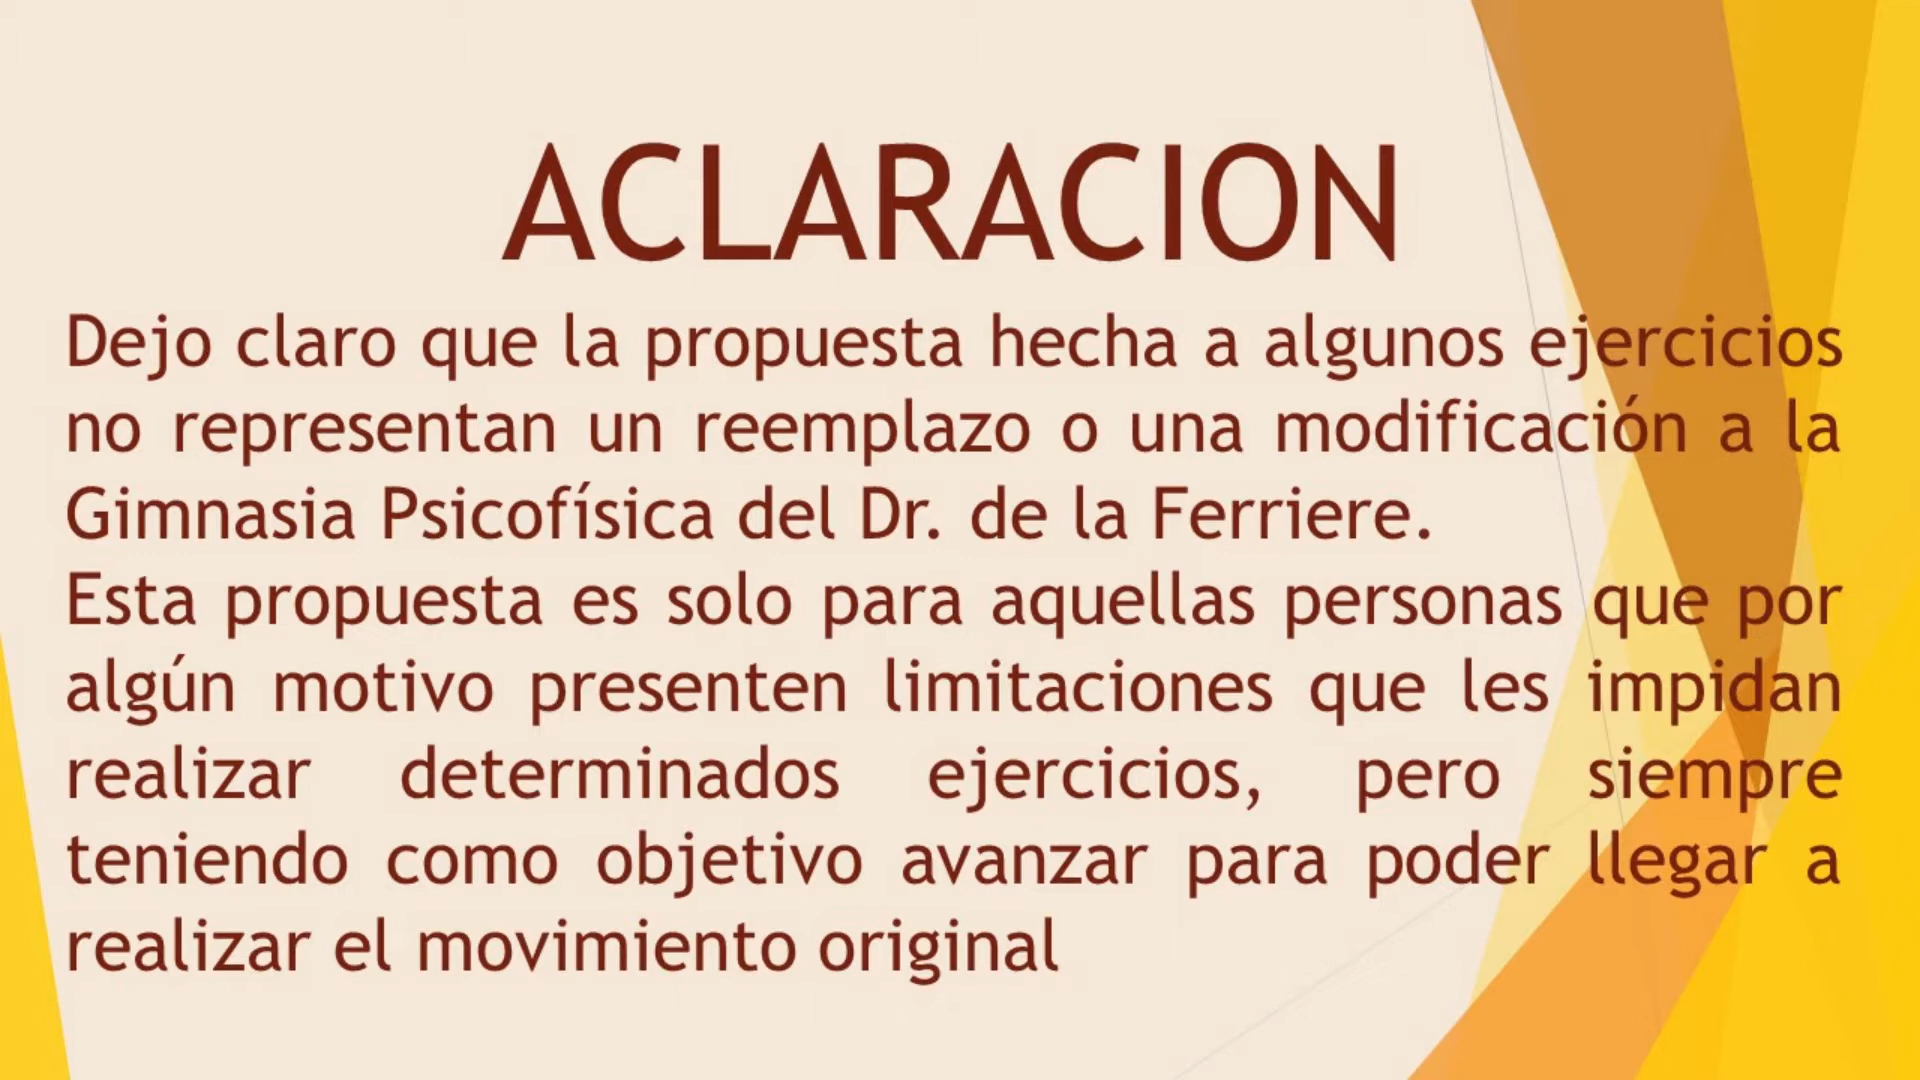 ACLARACION
Dejo claro que la propuesta hecha a algunos ejercicios
no representan un reemplazo o una modificación a la
Gimnasia Psicofísica del Dr. de la Ferriere.
Esta propuesta es solo para aquellas personas que por
algún motivo presenten limitaciones que les impidan
realizar determinados ejercicios, pero siempre
teniendo como objetivo avanzar para poder llegar a
realizar el movimiento original